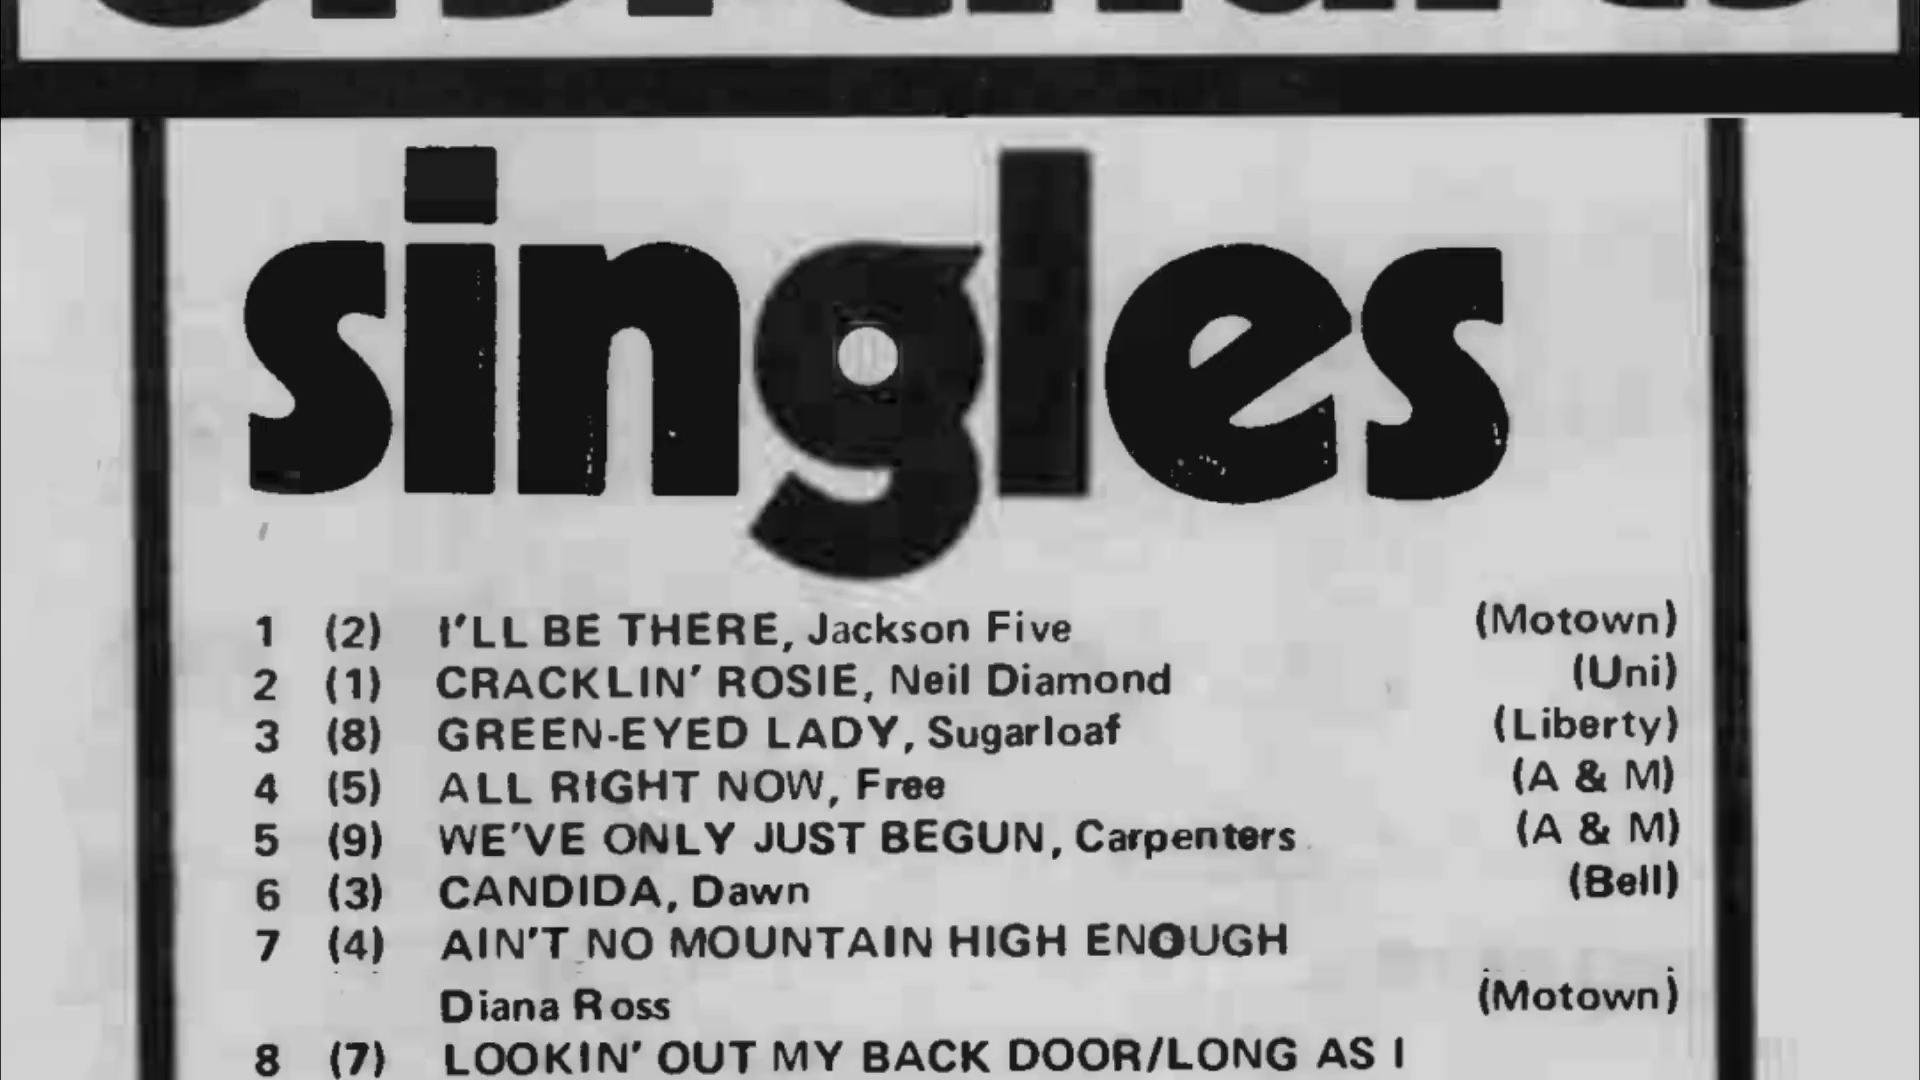 singles
1 (2) I'LL BE THERE, Jackson Five (Motown)
2 (1) CRACKLIN' ROSIE, Neil Diamond (Uni)
3 (8) GREEN-EYED LADY, Sugarloaf (Liberty)
4 (5) ALL RIGHT NOW, Free (A & M)
5 (9) WE'VE ONLY JUST BEGUN, Carpenters (A & M)
6 (3) CANDIDA, Dawn (Bell)
7 (4) AIN'T NO MOUNTAIN HIGH ENOUGH
Diana Ross (Motown)
8 (7) LOOKIN' OUT MY BACK DOOR/LONG AS I